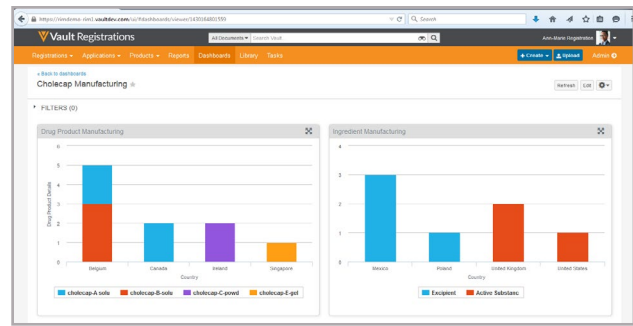 https://rimdemo-rim1.vaultdev.com/ui/#dashboards/viewer/1430164801555
Search
Vault Registrations
All Documents
Search Vault
Ann-Marie Registration
Registrations Applications Products Reports Dashboards Library Tasks
+ Create Upload Admin
« Back to dashboards
Cholecap Manufacturing
Refresh Edit
FILTERS (0)
Drug Product Manufacturing
6
5
4
3
2
1
0
Drug Product Details
Belgium Canada Ireland Singapore
Country
cholecap-A solu cholecap-B-solu cholecap-C-powd cholecap-E-gel
Ingredient Manufacturing
4
3
2
1
0
Mexico Poland United Kingdom United States
Country
Excipient Active Substanc